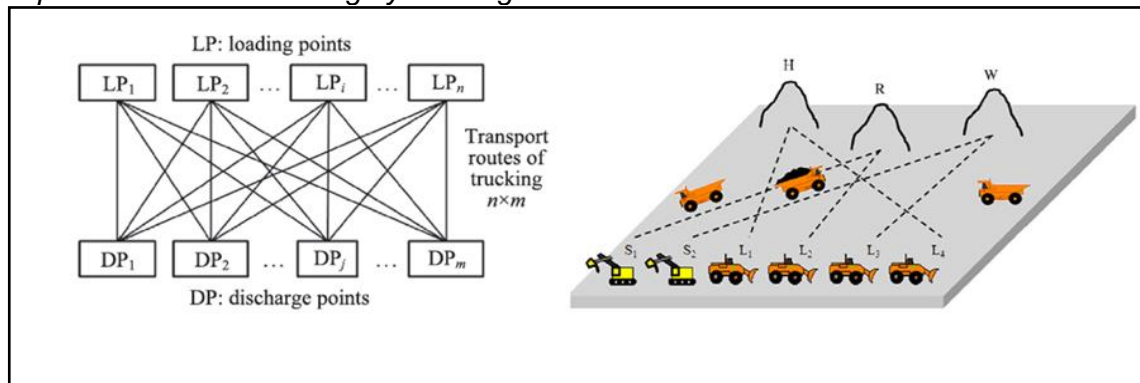 LP: loading points
LP1 LP2 ... LPi ... LPn
Transport
routes of
trucking
n×m
DP1 DP2 ... DPj ... DPm
DP: discharge points
H
R
W
S1 S2 L1 L2 L3 L4